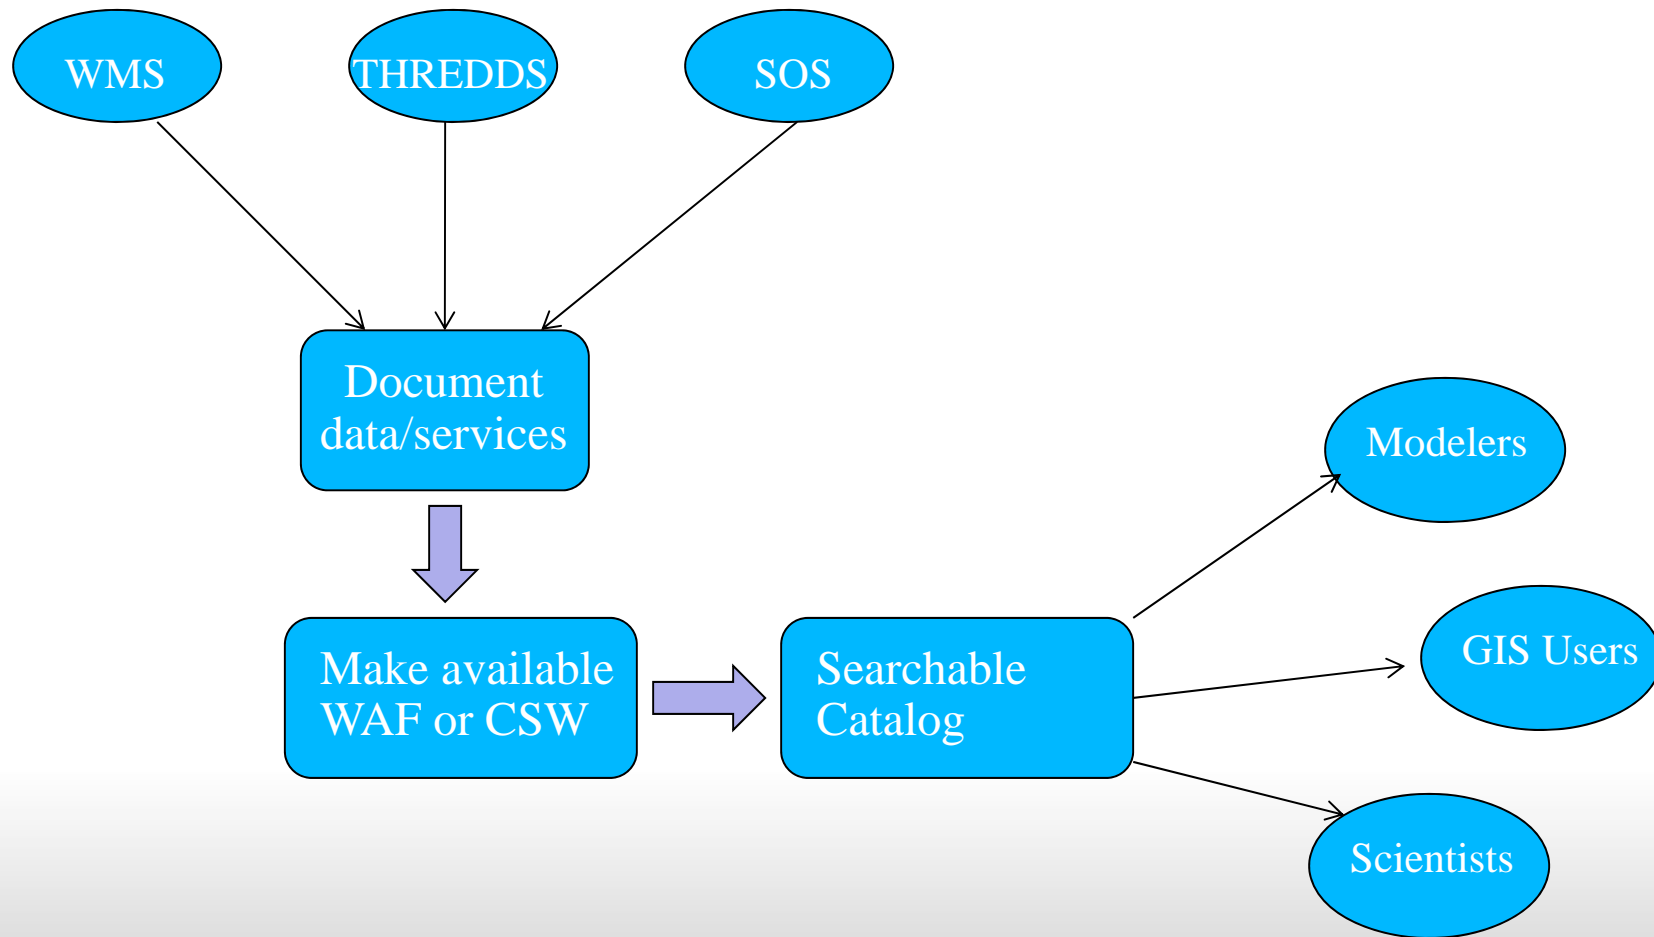 WMS
THREDDS
SOS
Document
data/services
Make available
WAF or CSW
Searchable
Catalog
Modelers
GIS Users
Scientists